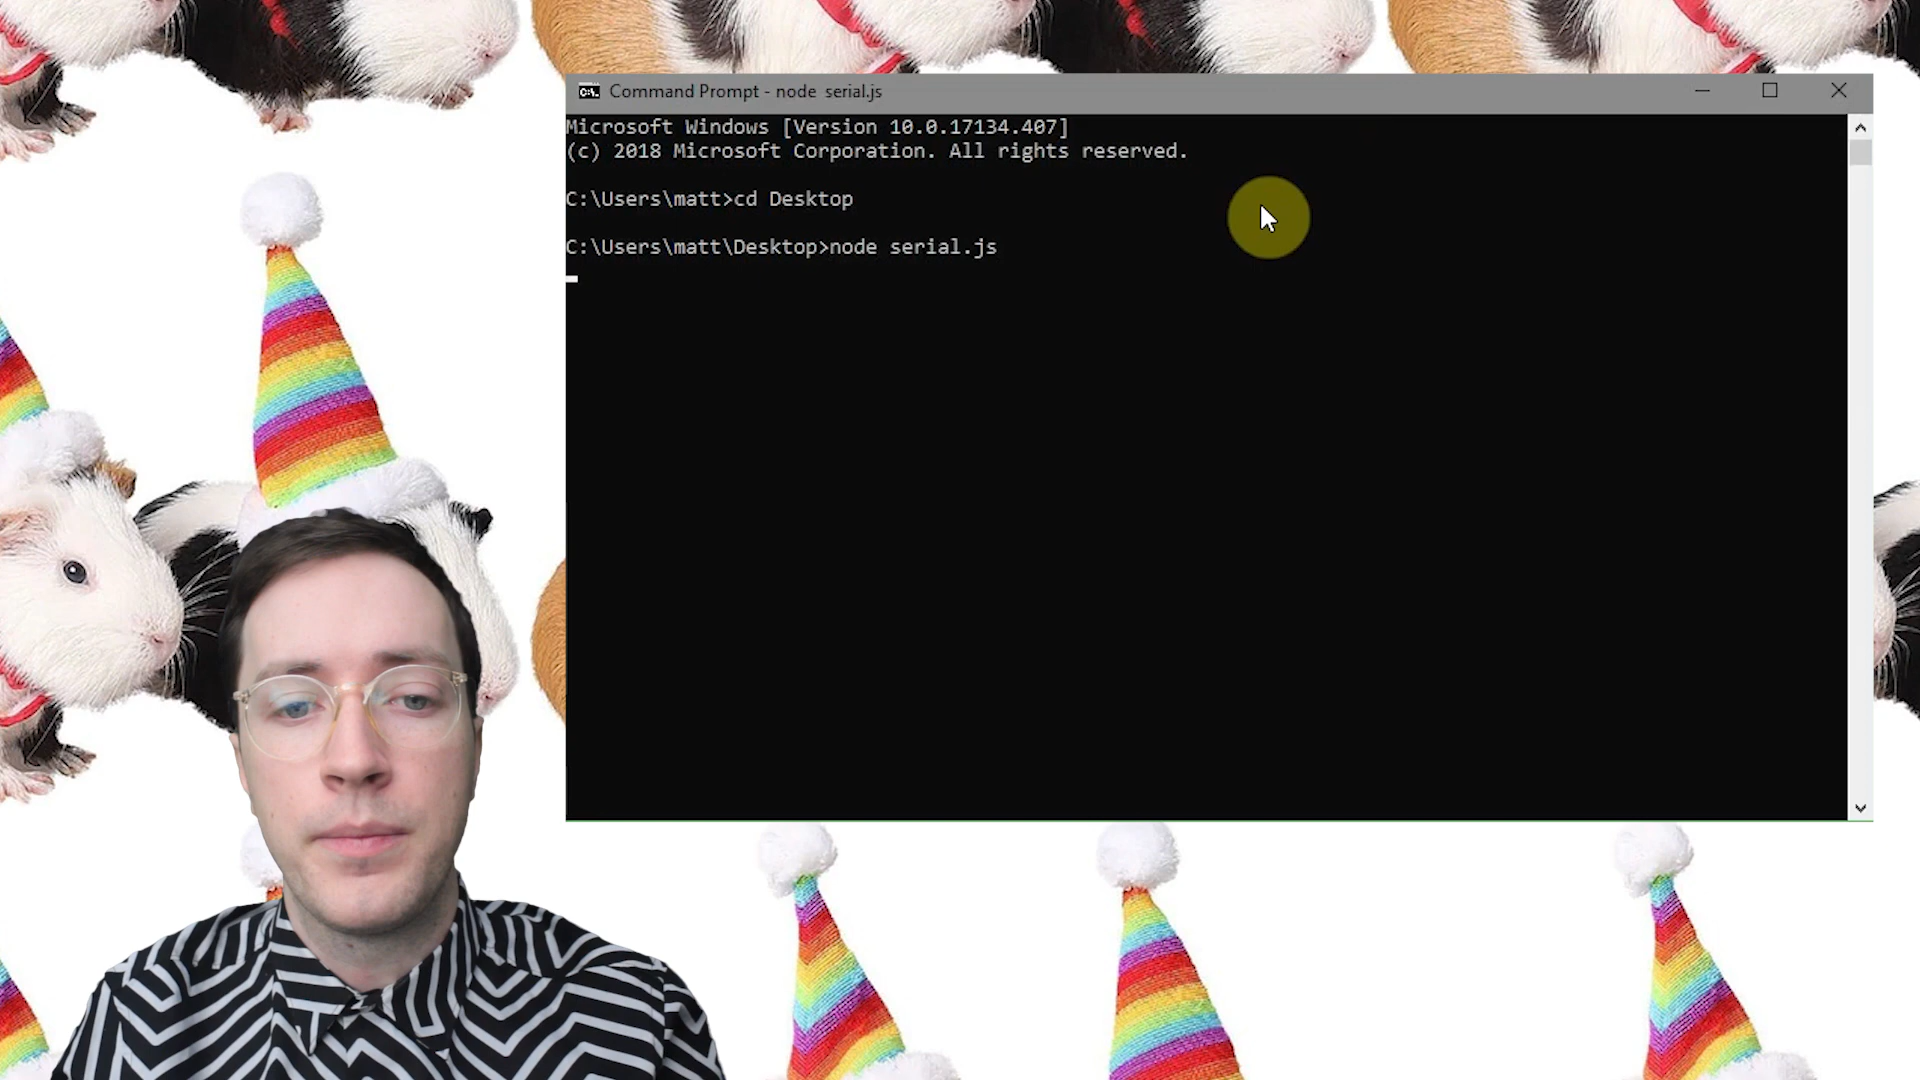 Command Prompt - node serial.js
Microsoft Windows [Version 10.0.17134.407]
(c) 2018 Microsoft Corporation. All rights reserved.
C:\Users\matt>cd Desktop
C:\Users\matt\Desktop>node serial.js